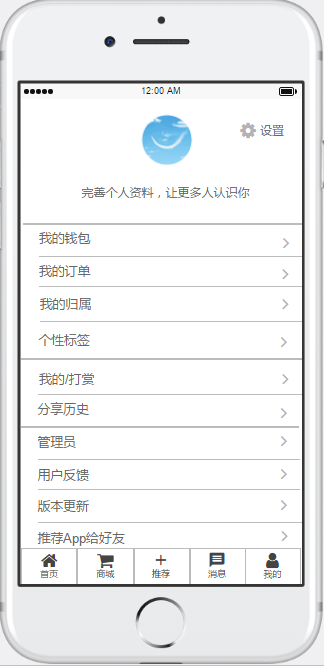 12:00 AM
设置
完善个人资料，让更多人认识你
我的钱包
我的订单
我的归属
个性标签
我的/打赏
分享历史
管理员
用户反馈
版本更新
推荐App给好友
首页 商城 推荐 消息 我的